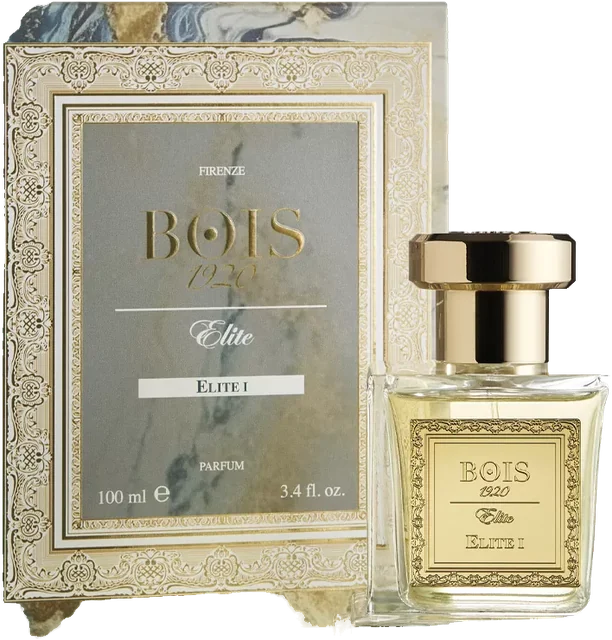 FIRENZE
BOIS
1920
Elite
ELITE I
PARFUM
100 ml e 3.4 fl. oz.
BOIS
1920
Elite
ELITE I